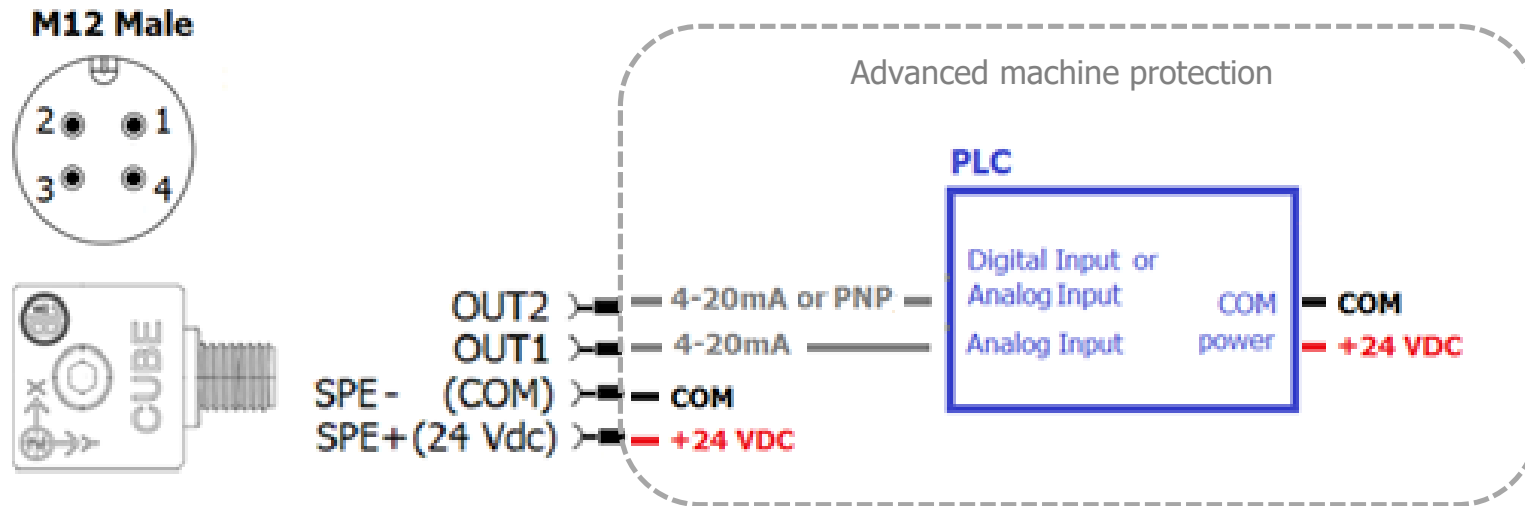 M12 Male
2 1
3 4
CUBE
X
Y
Z
OUT2
OUT1
SPE- (COM)
SPE+(24 Vdc)
Advanced machine protection
4-20mA or PNP
4-20mA
COM
+24 VDC
PLC
Digital Input or
Analog Input
Analog Input
COM
power
COM
+24 VDC